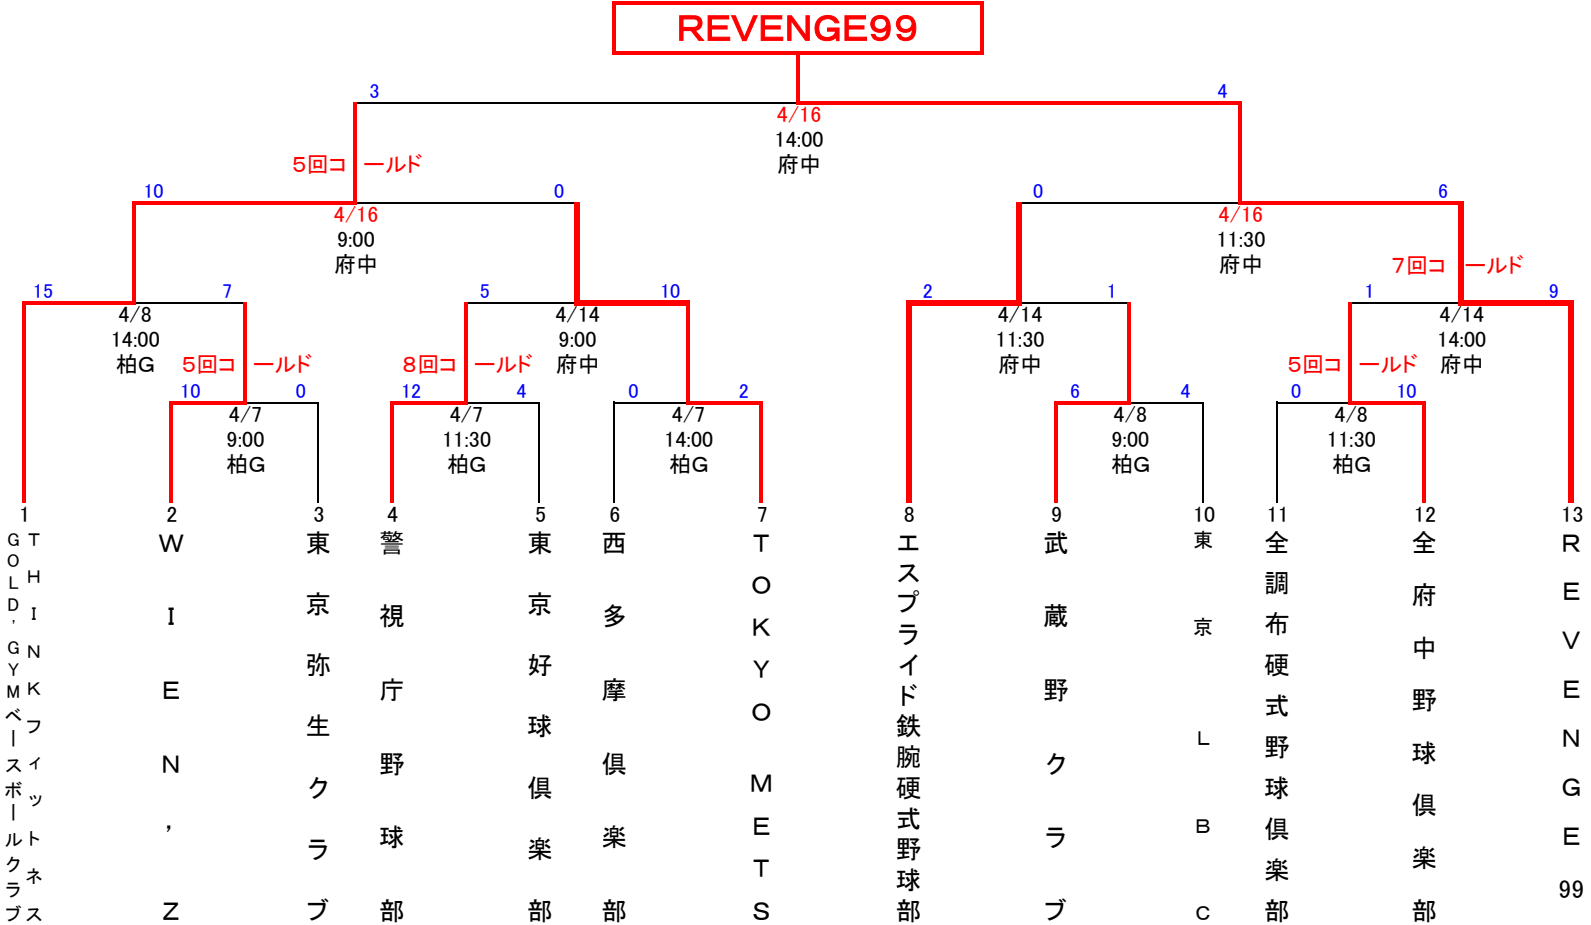 REVENGE99
3
4
4/16
14:00
府中
5回コ ールド
10
0
0
6
4/16
9:00
府中
4/16
11:30
府中
7回コ ールド
15
7
5
10
2
1
1
9
4/8
14:00
柏G
4/14
9:00
府中
4/14
11:30
府中
4/14
14:00
府中
5回コ ールド
8回コ ールド
5回コ ールド
10
0
12
4
0
2
6
4
0
10
4/7
9:00
柏G
4/7
11:30
柏G
4/7
14:00
柏G
4/8
9:00
柏G
4/8
11:30
柏G
1
2
3
4
5
6
7
8
9
10
11
12
13
THINKフィットネス
GOLD'GYMベースボールクラブ
WIEN'Z
東京弥生クラブ
警視庁野球部
東京好球倶楽部
西多摩倶楽部
TOKYO METS
エスプライド鉄腕硬式野球部
武蔵野クラブ
東京LBC
全調布硬式野球倶楽部
全府中野球倶楽部
REVENGE99